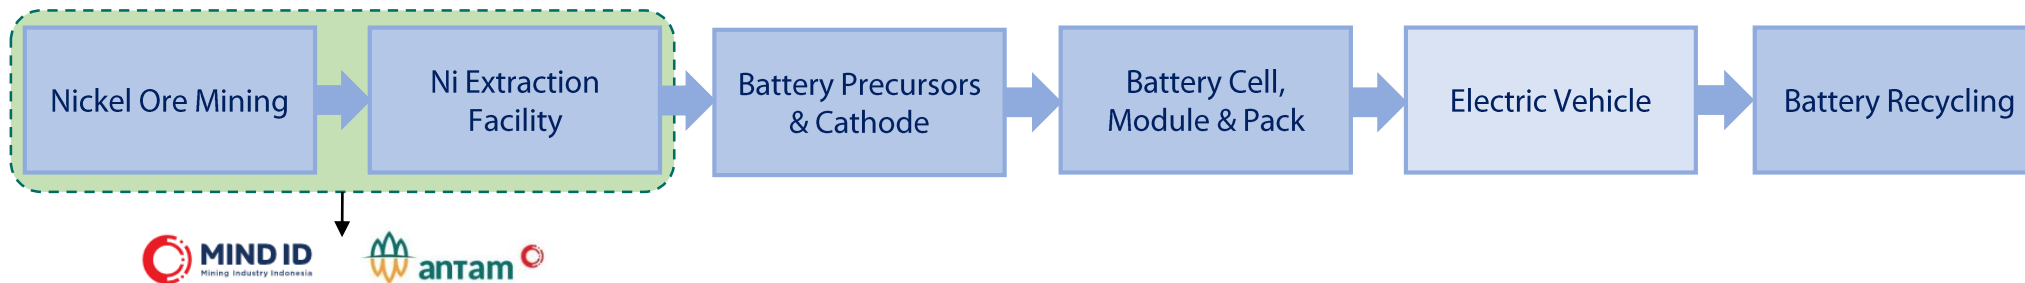 Nickel Ore Mining
Ni Extraction
Facility
Battery Precursors
& Cathode
Battery Cell,
Module & Pack
Electric Vehicle
Battery Recycling
MIND ID
Mining Industry Indonesia
antam